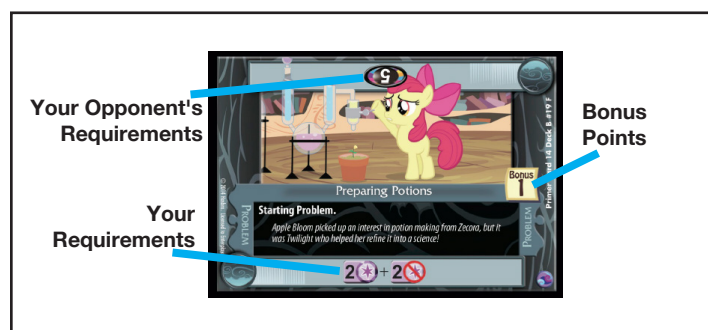 Your Opponent's
Requirements
5
Bonus
Points
Bonus
1
Preparing Potions
Your
Requirements
PROBLEM
Starting Problem.
Apple Bloom picked up an interest in potion making from Zecora, but it
was Twilight who helped her refine it into a science!
PROBLEM
2 + 2